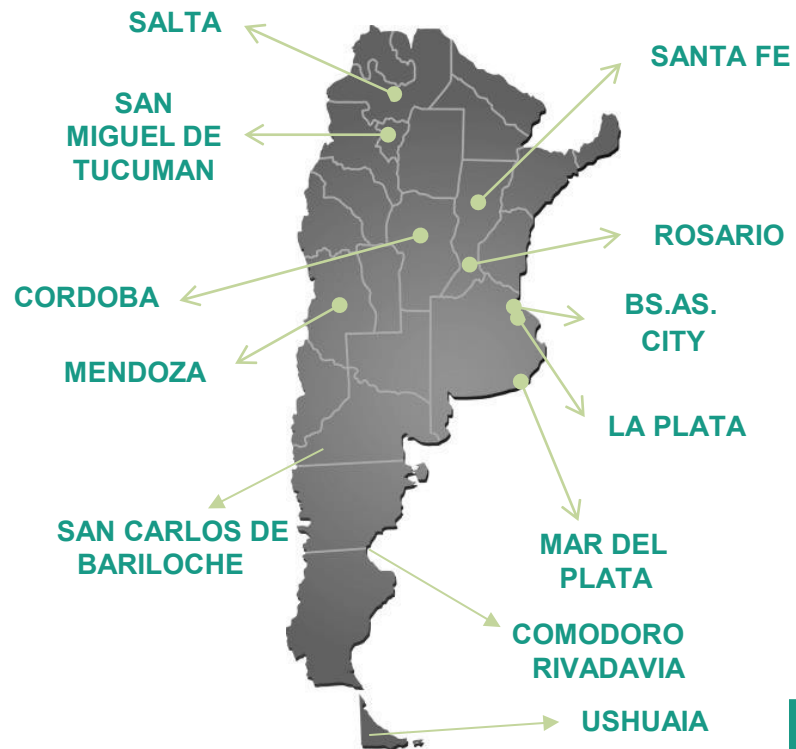 SALTA
SANTA FE
SAN
MIGUEL DE
TUCUMAN
ROSARIO
CORDOBA
BS.AS.
CITY
MENDOZA
LA PLATA
SAN CARLOS DE
BARILOCHE
MAR DEL
PLATA
COMODORO
RIVADAVIA
USHUAIA